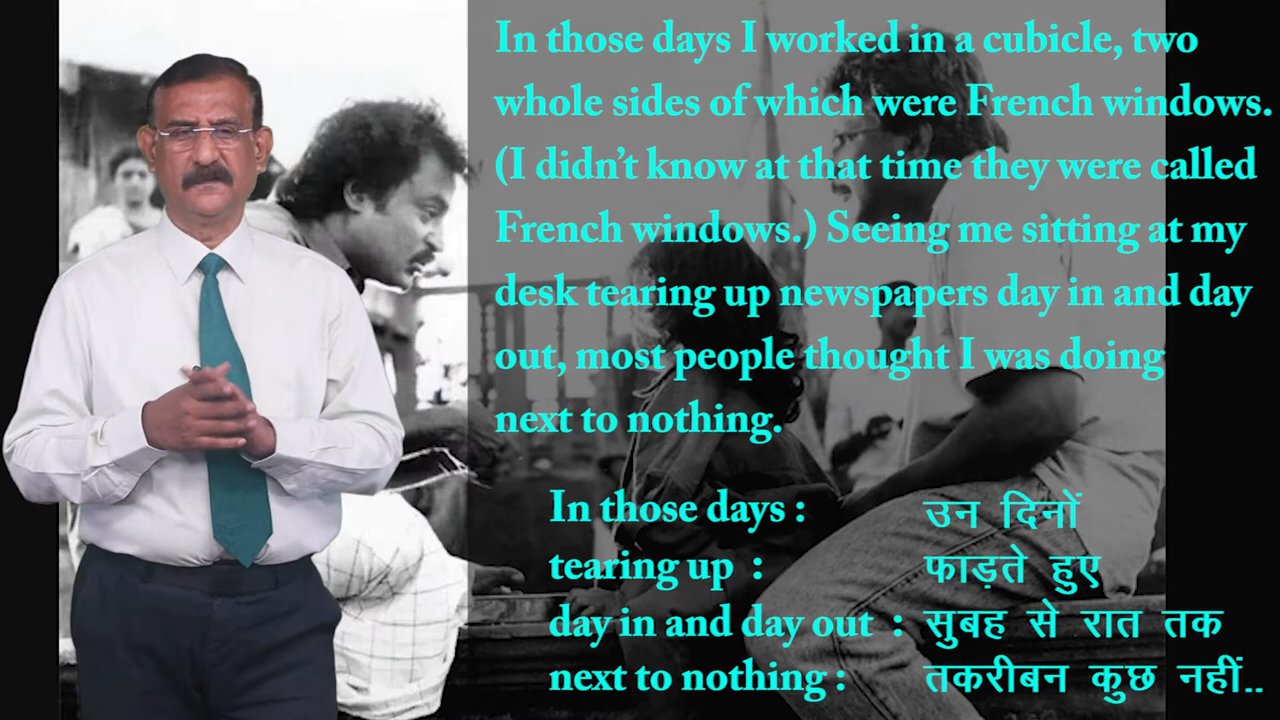 In those days I worked in a cubicle, two
whole sides of which were French windows.
(I didn't know at that time they were called
French windows.) Seeing me sitting at my
desk tearing up newspapers day in and day
out, most people thought I was doing
next to nothing.
In those days : उन दिनों
tearing up : फाड़ते हुए
day in and day out : सुबह से रात तक
next to nothing : तकरीबन कुछ नहीं..